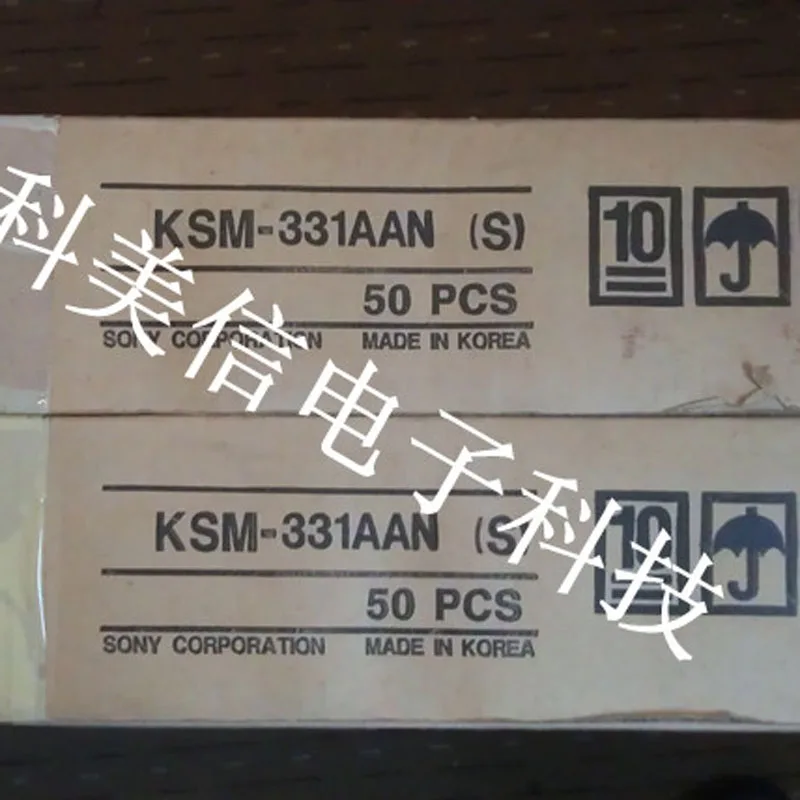 KSM-331AAN (S)
10
50 PCS
SONY CORPORATION MADE IN KOREA
科美信电子科技
KSM-331AAN (S)
10
50 PCS
SONY CORPORATION MADE IN KOREA